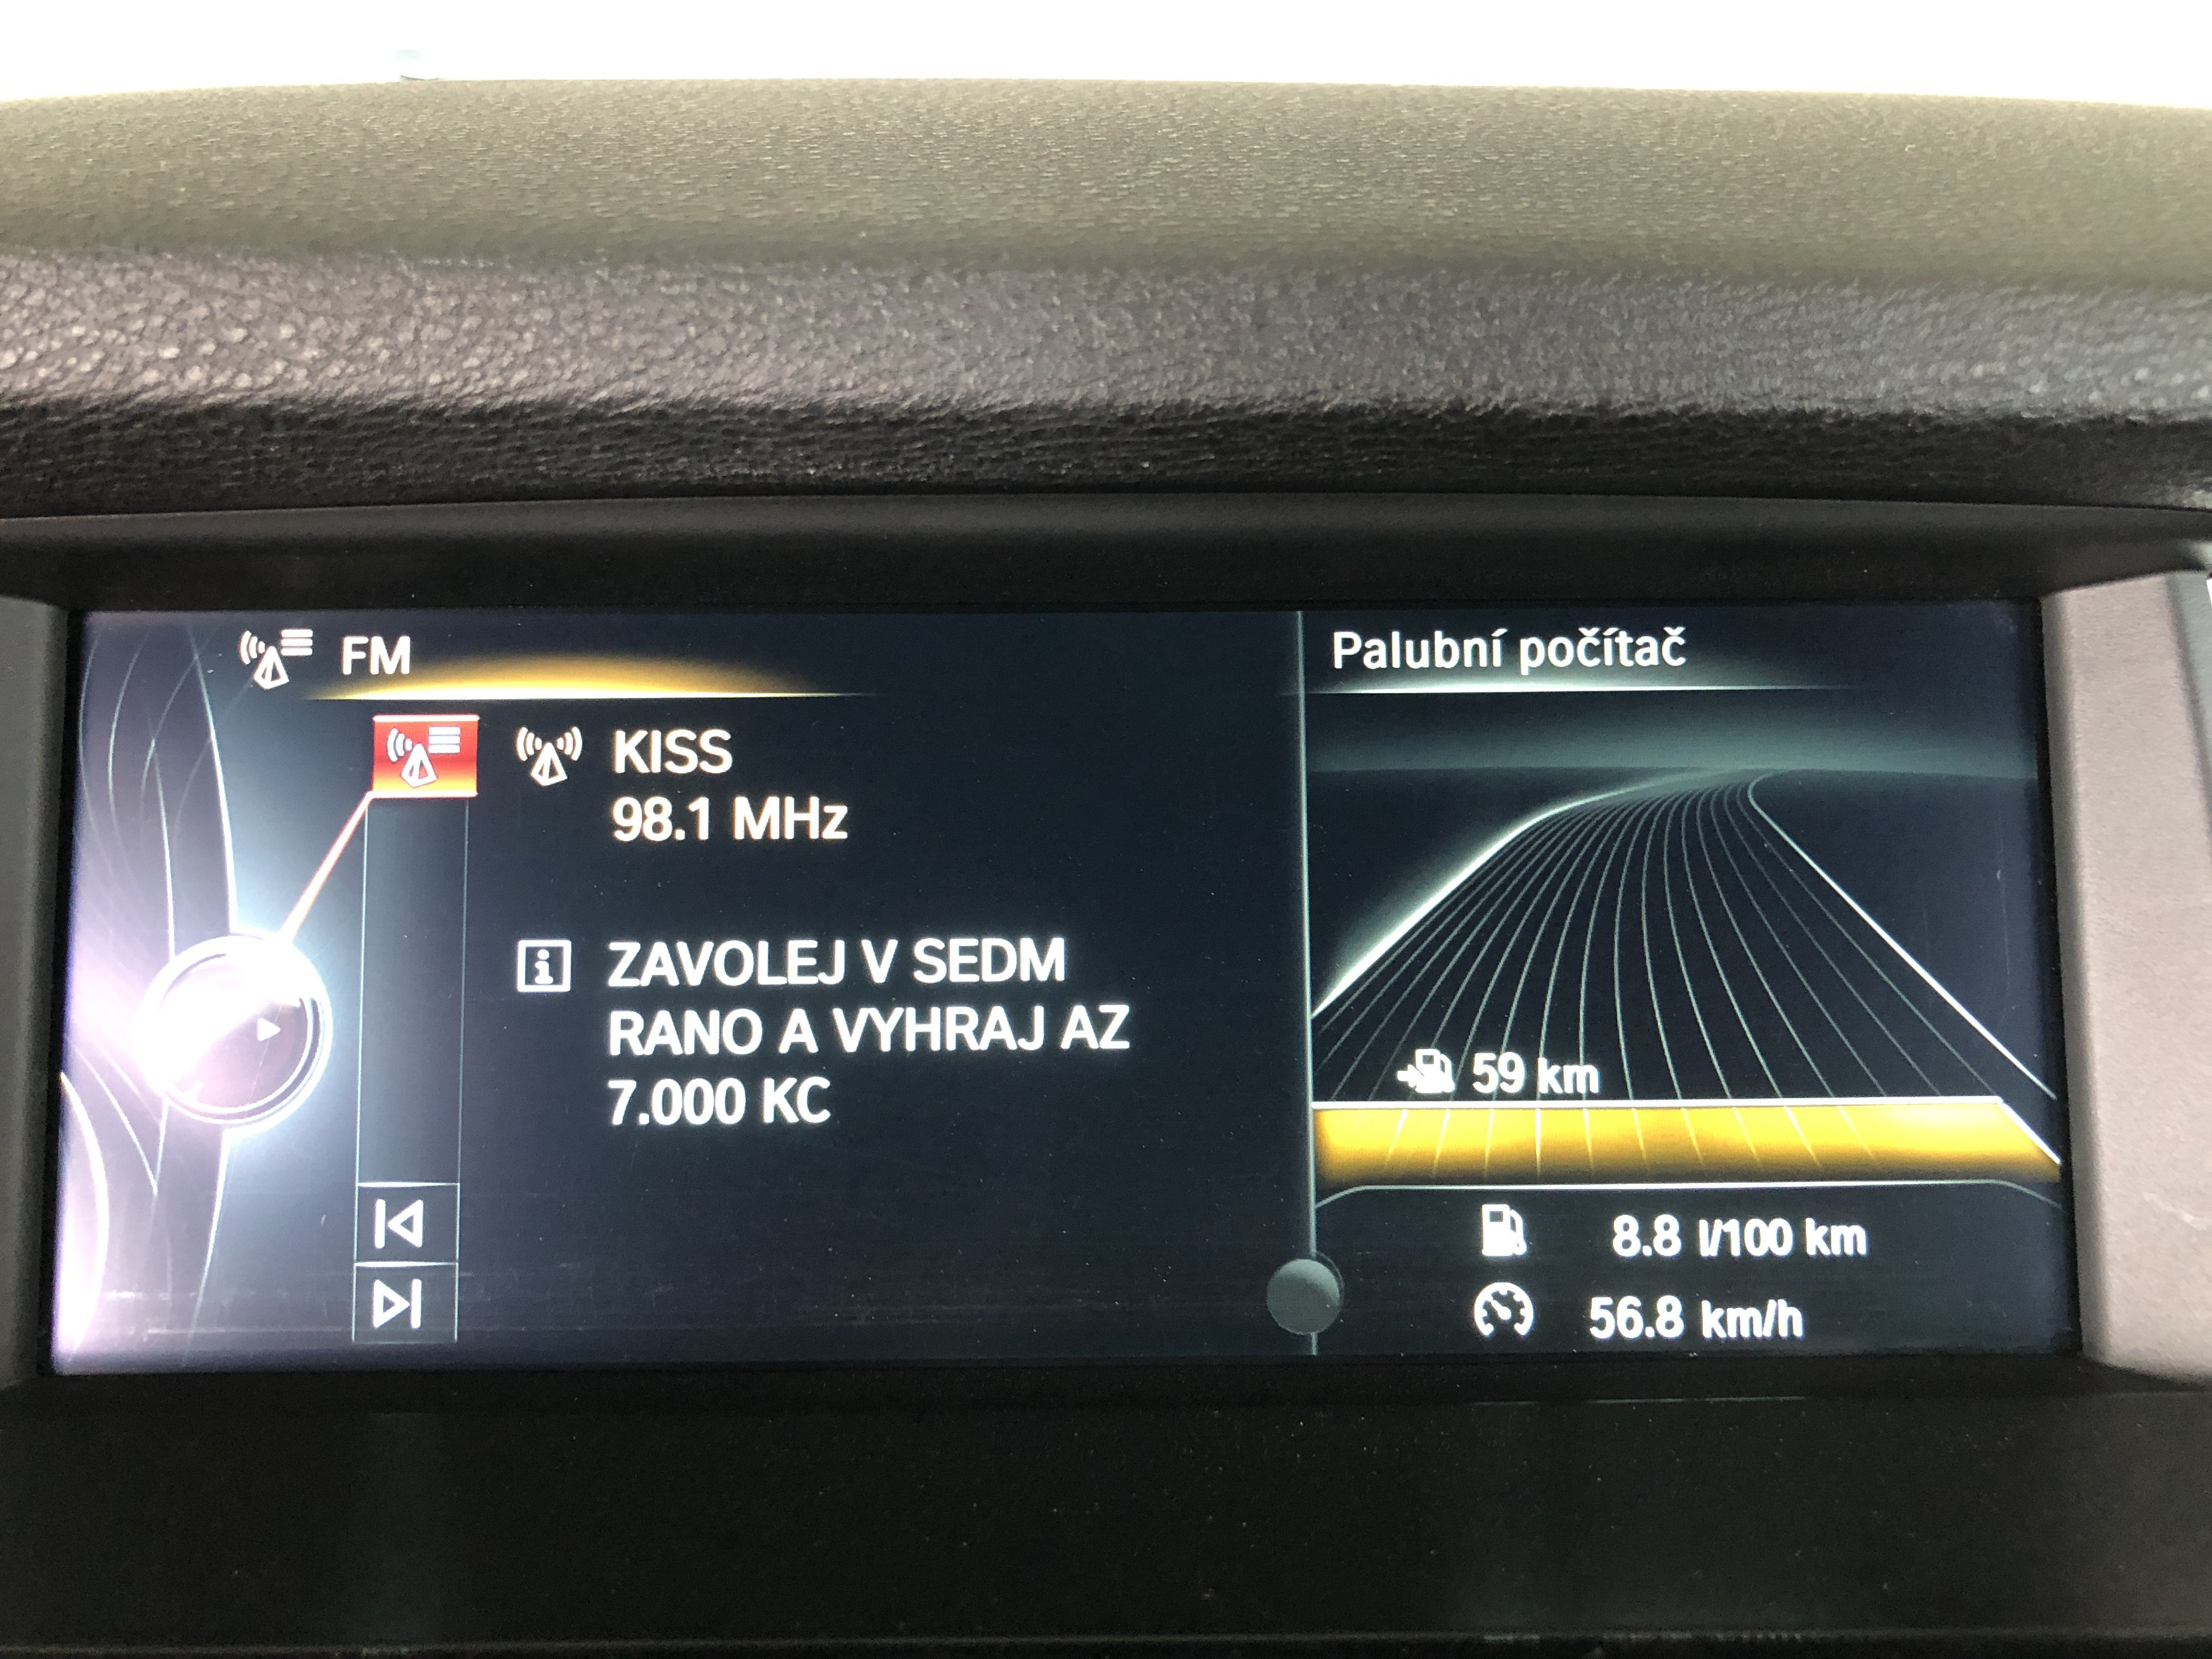 FM
KISS
98.1 MHz
ZAVOLEJ V SEDM
RANO A VYHRAJ AZ
7.000 KC
Palubní počítač
59 km
8.8 l/100 km
56.8 km/h